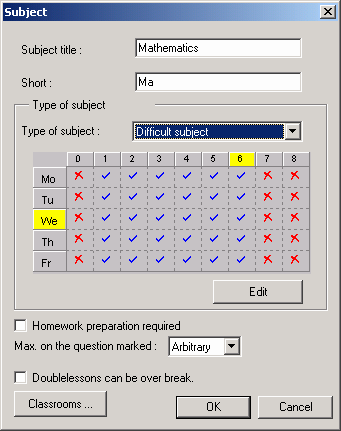 Subject
Subject title : Mathematics
Short : Ma
Type of subject
Type of subject : Difficult subject
0 1 2 3 4 5 6 7 8
Mo
Tu
We
Th
Fr
Edit
Homework preparation required
Max. on the question marked : Arbitrary
Doublelessons can be over break.
Classrooms ... OK Cancel